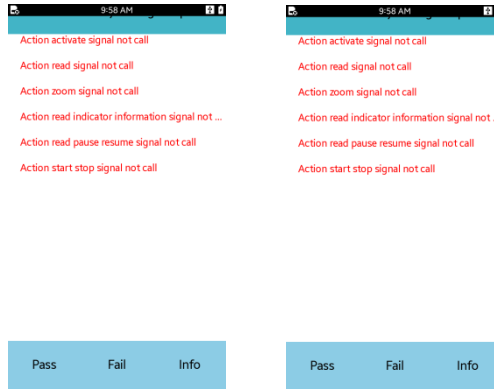 9:58 AM
Action activate signal not call
Action read signal not call
Action zoom signal not call
Action read indicator information signal not ...
Action read pause resume signal not call
Action start stop signal not call
Pass Fail Info
9:58 AM
Action activate signal not call
Action read signal not call
Action zoom signal not call
Action read indicator information signal not .
Action read pause resume signal not call
Action start stop signal not call
Pass Fail Info